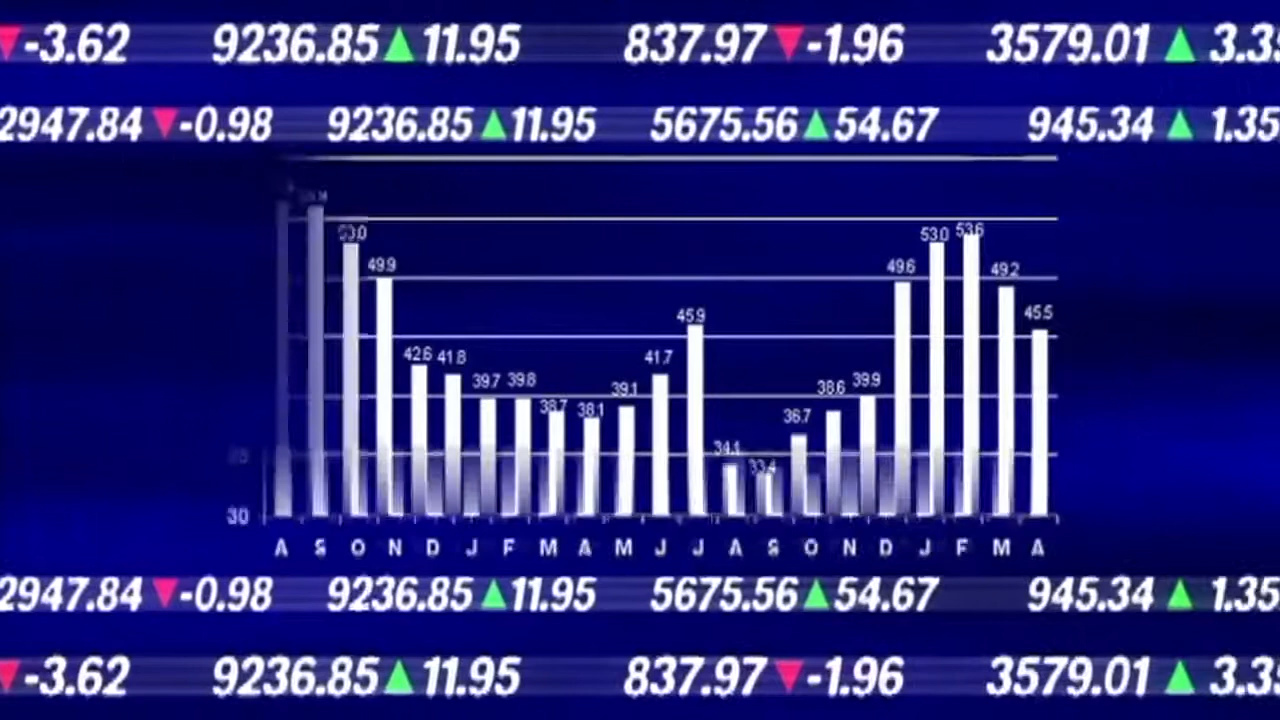 ▼-3.62 9236.85▲11.95 837.97▼-1.96 3579.01▲3.35
2947.84▼-0.98 9236.85▲11.95 5675.56▲54.67 945.34▲1.35
53.0 53.6
49.9 49.6 49.2
45.9 45.5
42.6 41.8 41.7
39.7 39.8 38.7 38.1 39.1 38.6 39.9
36.7
34.1 33.4
30
A S O N D J F M A M J J A S O N D J F M A
2947.84▼-0.98 9236.85▲11.95 5675.56▲54.67 945.34▲1.35
▼-3.62 9236.85▲11.95 837.97▼-1.96 3579.01▲3.35